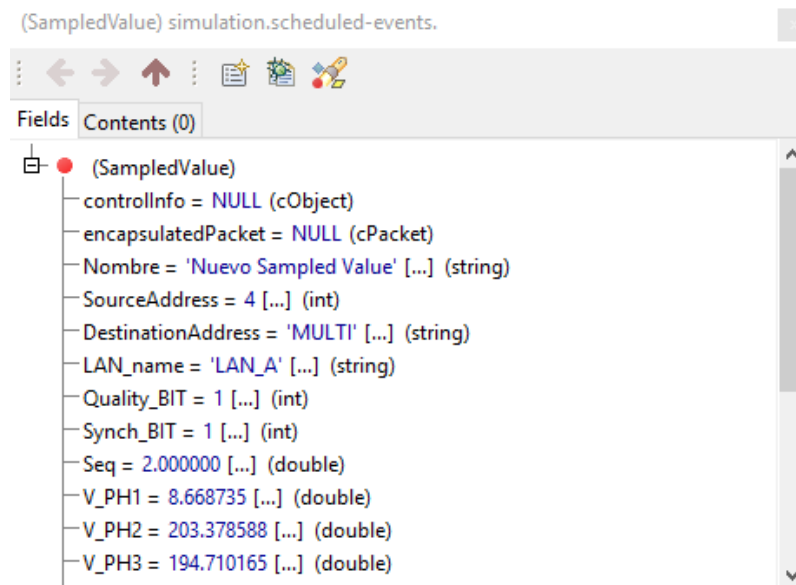 (SampledValue) simulation.scheduled-events.
Fields Contents (0)
(SampledValue)
controlInfo = NULL (cObject)
encapsulatedPacket = NULL (cPacket)
Nombre = 'Nuevo Sampled Value' [...] (string)
SourceAddress = 4 [...] (int)
DestinationAddress = 'MULTI' [...] (string)
LAN_name = 'LAN_A' [...] (string)
Quality_BIT = 1 [...] (int)
Synch_BIT = 1 [...] (int)
Seq = 2.000000 [...] (double)
V_PH1 = 8.668735 [...] (double)
V_PH2 = 203.378588 [...] (double)
V_PH3 = 194.710165 [...] (double)